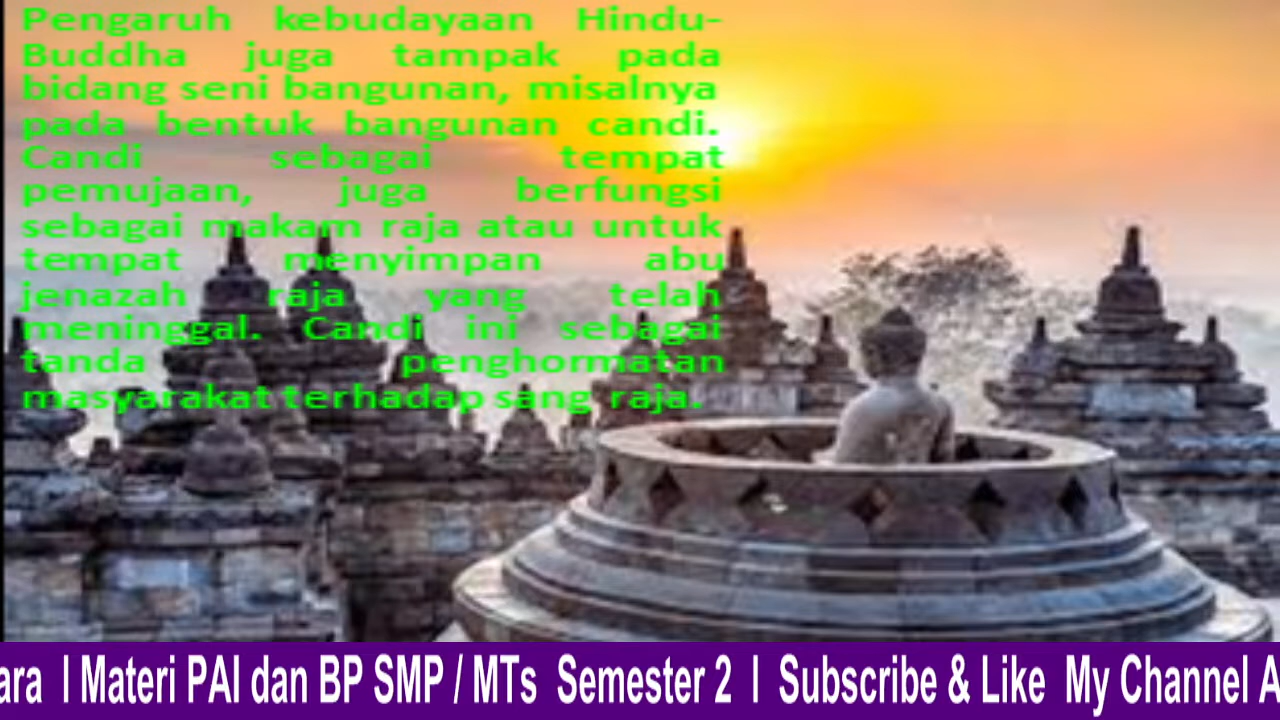 Pengaruh kebudayaan Hindu-
Buddha juga tampak pada
bidang seni bangunan, misalnya
pada bentuk bangunan candi.
Candi sebagai tempat
pemujaan, juga berfungsi
sebagai makam raja atau untuk
tempat menyimpan abu
jenazah raja yang telah
meninggal. Candi ini sebagai
tanda penghormatan
masyarakat terhadap sang raja.
ara I Materi PAI dan BP SMP / MTs Semester 2 I Subscribe & Like My Channel A